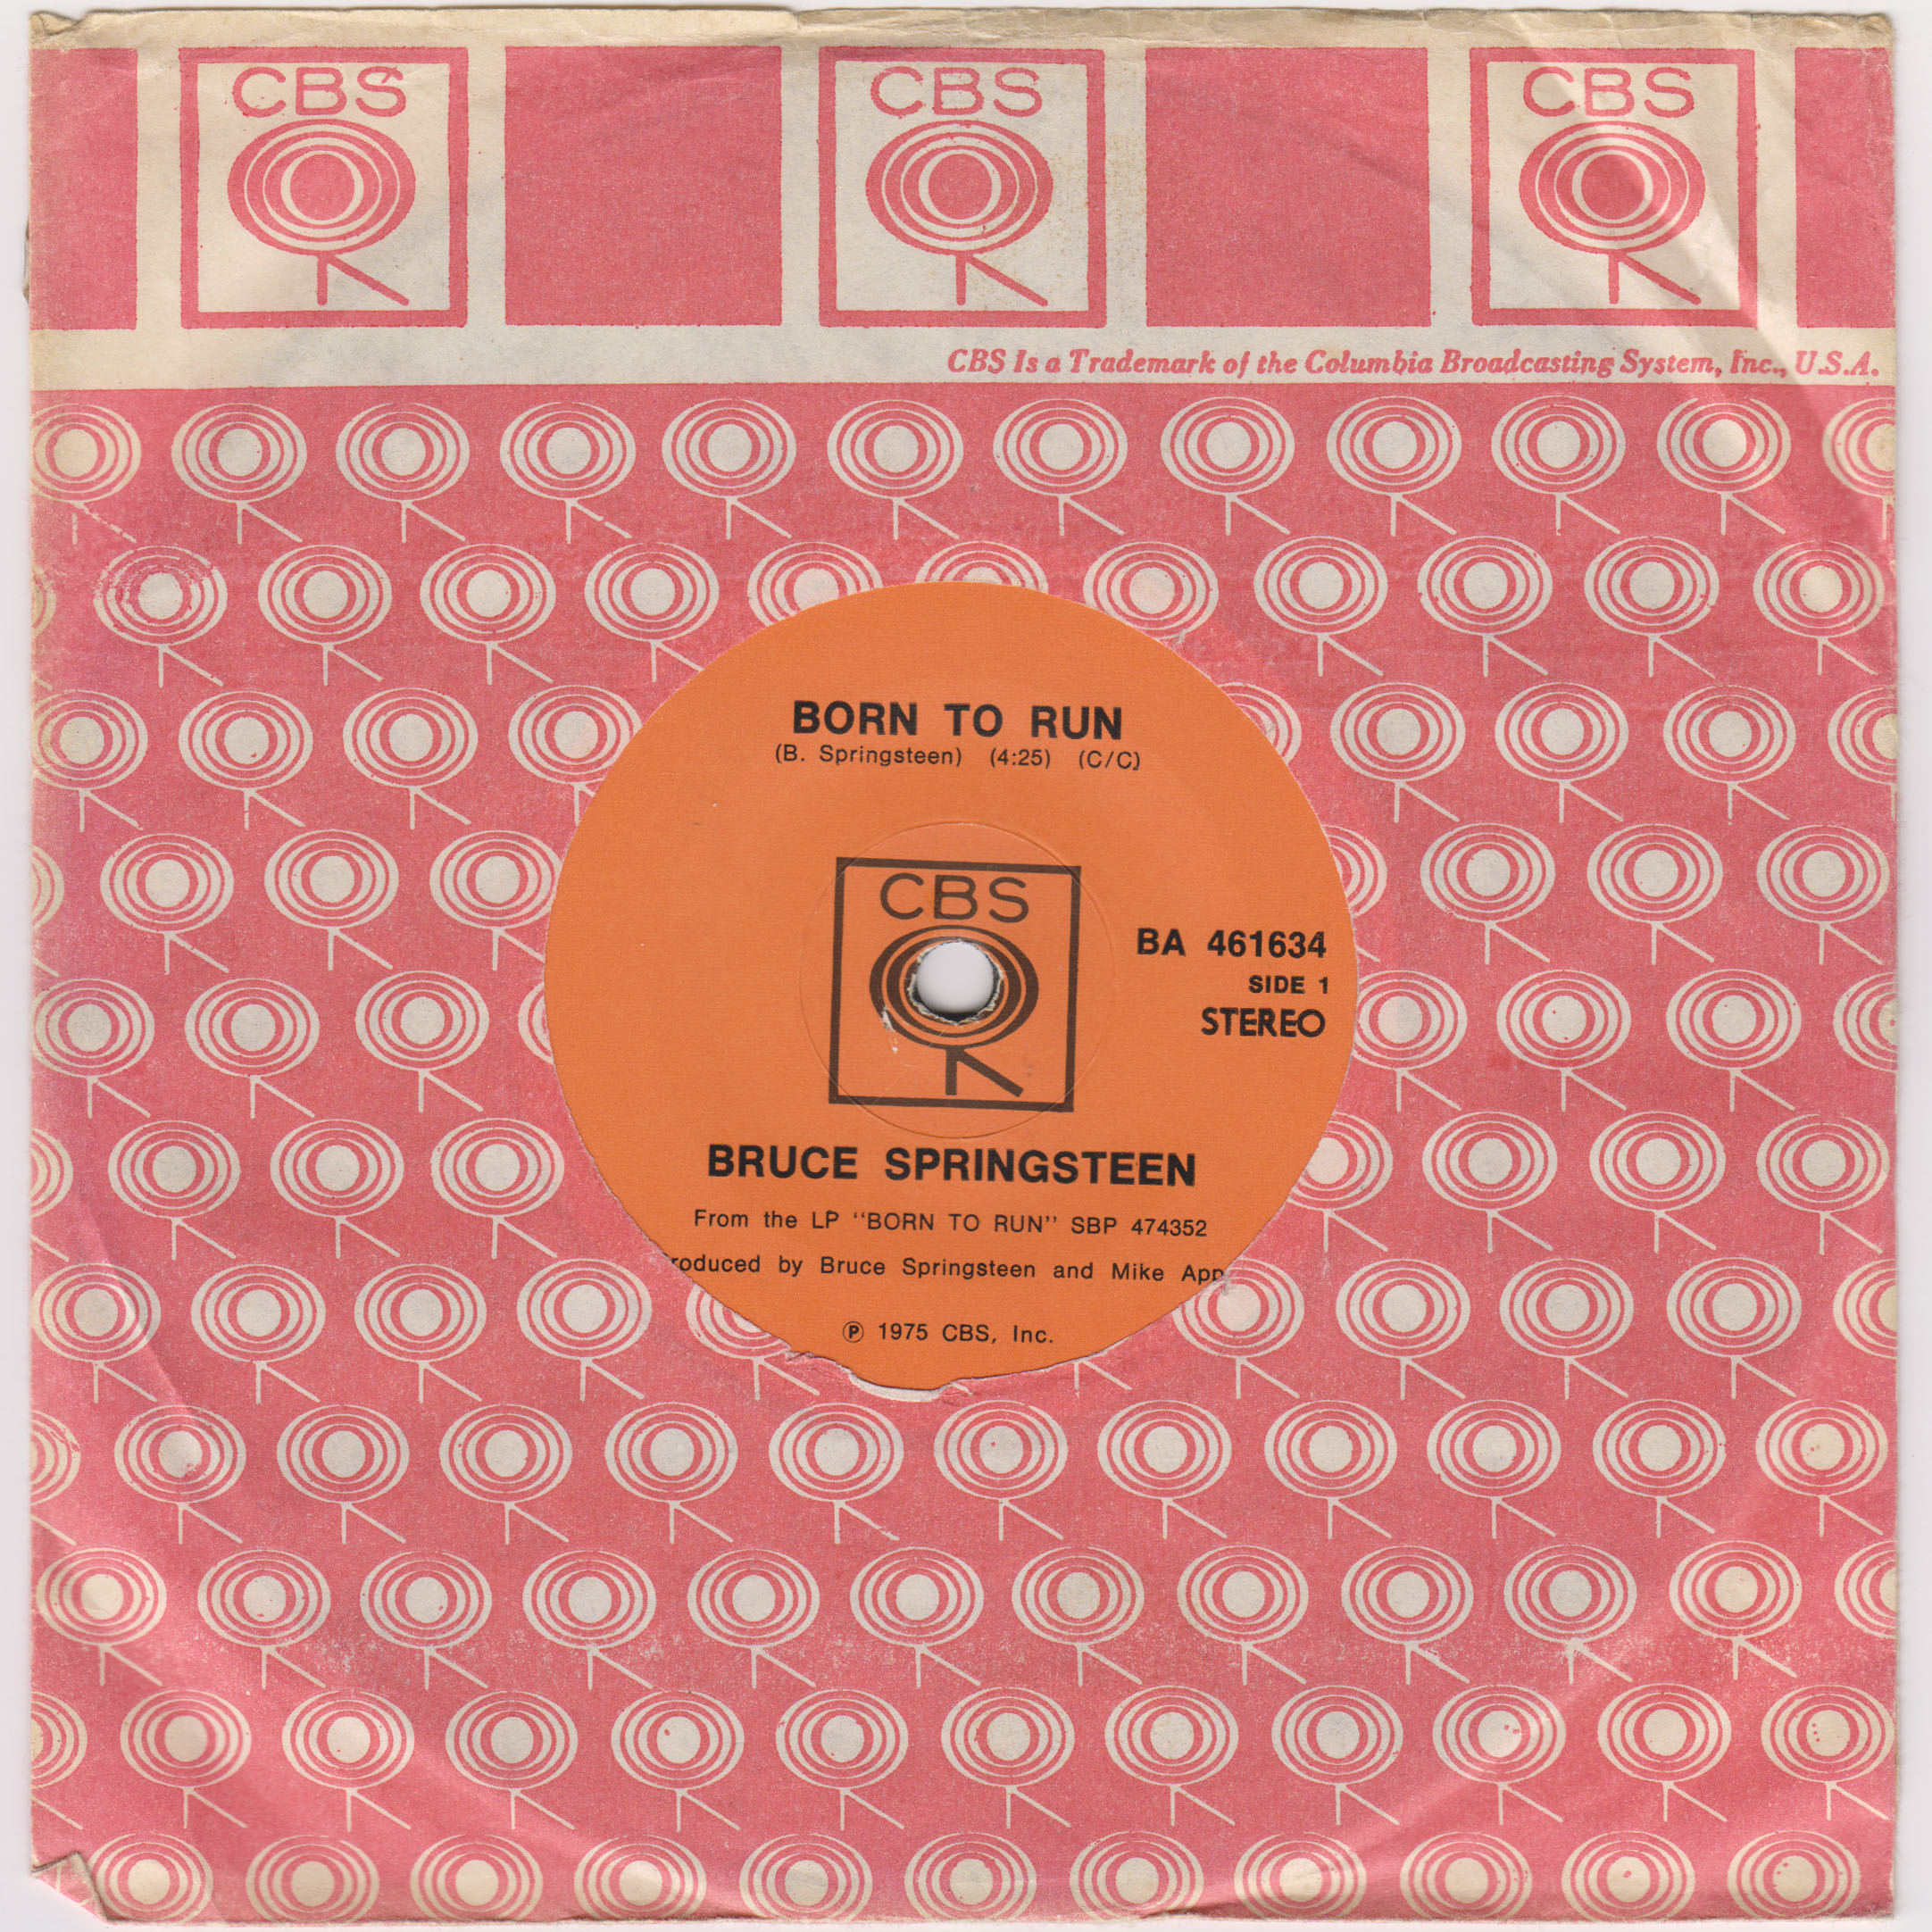 CBS CBS CBS
CBS Is a Trademark of the Columbia Broadcasting System, Inc., U.S.A.
BORN TO RUN
(B. Springsteen) (4:25) (C/C)
CBS
BA 461634
SIDE 1
STEREO
BRUCE SPRINGSTEEN
From the LP "BORN TO RUN" SBP 474352
roduced by Bruce Springsteen and Mike App
Ⓟ 1975 CBS, Inc.